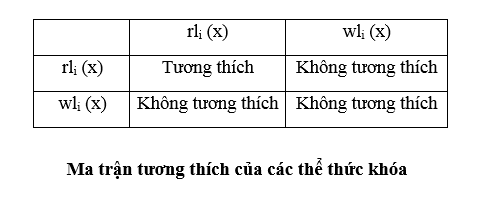 rlᵢ (x) wlᵢ (x)
rlᵢ (x) Tương thích Không tương thích
wlᵢ (x) Không tương thích Không tương thích
Ma trận tương thích của các thể thức khóa